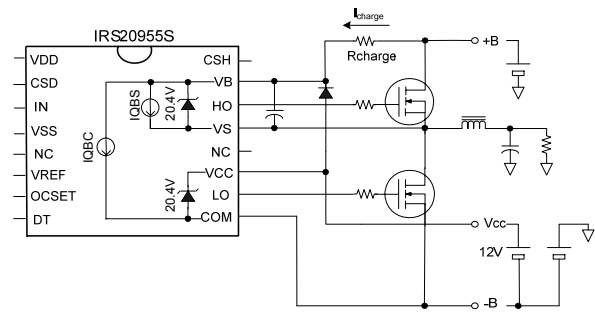 IRS20955S
Icharge
Rcharge
+B
VDD
CSD
IN
VSS
NC
VREF
OCSET
DT
CSH
VB
HO
VS
NC
VCC
LO
COM
IQBS
20.4V
IQBC
20.4V
Vcc
12V
-B